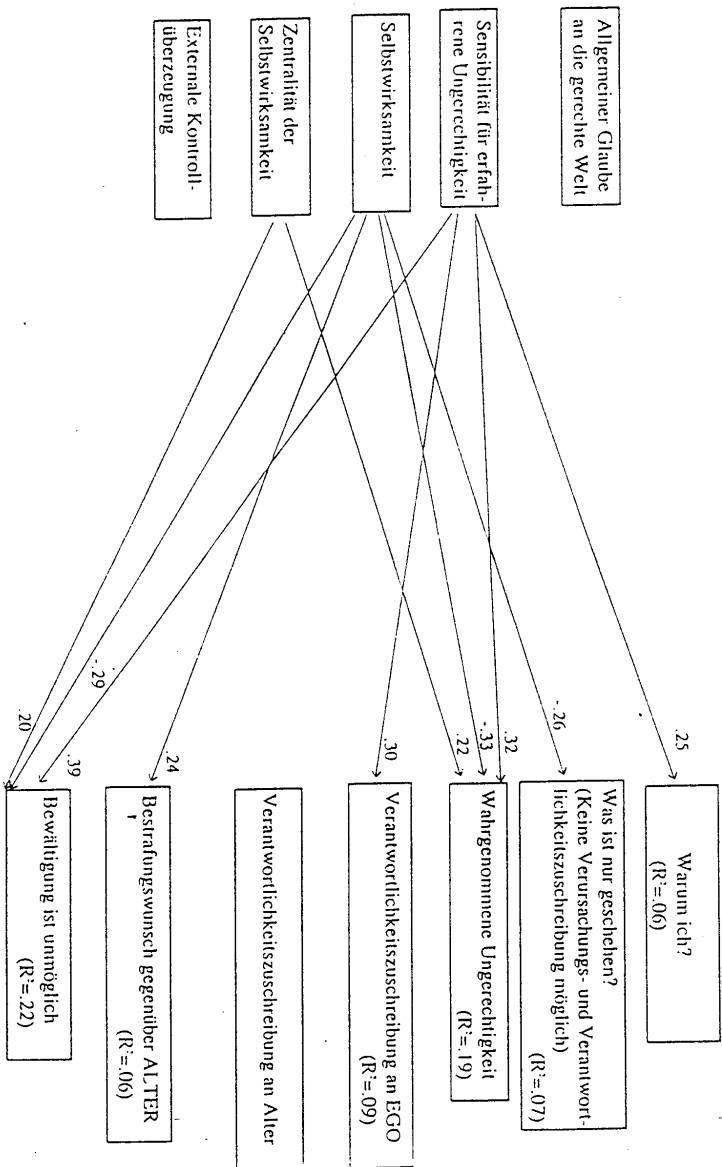 Allgemeiner Glaube
an die gerechte Welt
Sensibilität für erfah-
rene Ungerechtigkeit
Selbstwirksamkeit
Zentralität der
Selbstwirksamkeit
Externale Kontroll-
überzeugung
.25
-.26
.32
-.33
.22
.30
.24
-.29
.39
.20
Warum ich?
(R²=.06)
Was ist nur geschehen?
(Keine Verursachungs- und Verantwort-
lichkeitszuschreibung möglich)
(R²=.07)
Wahrgenommene Ungerechtigkeit
(R²=.19)
Verantwortlichkeitszuschreibung an EGO
(R²=.09)
Verantwortlichkeitszuschreibung an Alter
Bestrafungswunsch gegenüber ALTER
(R²=.06)
Bewältigung ist unmöglich
(R²=.22)